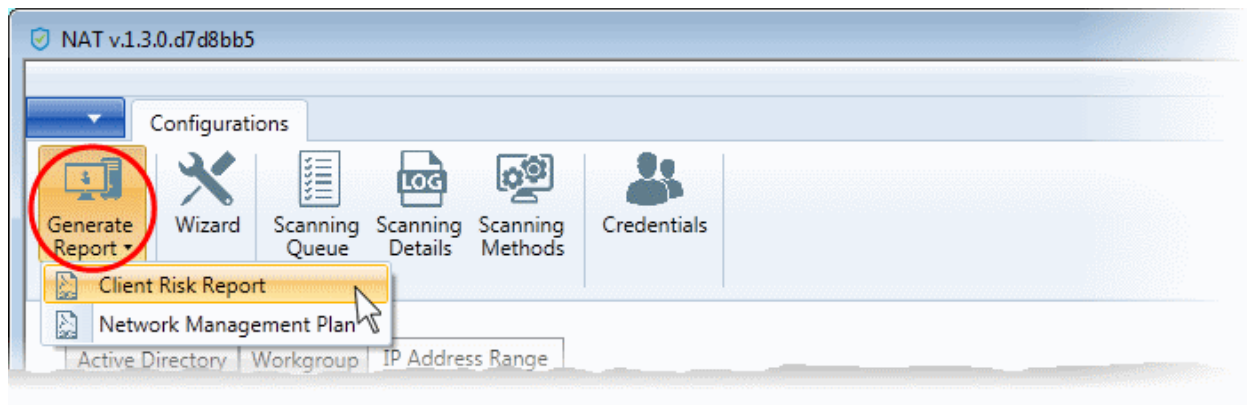 NAT v.1.3.0.d7d8bb5
Configurations
Generate Report
Wizard
Scanning Queue
LOG
Scanning Details
Scanning Methods
Credentials
Client Risk Report
Network Management Plan
Active Directory
Workgroup
IP Address Range